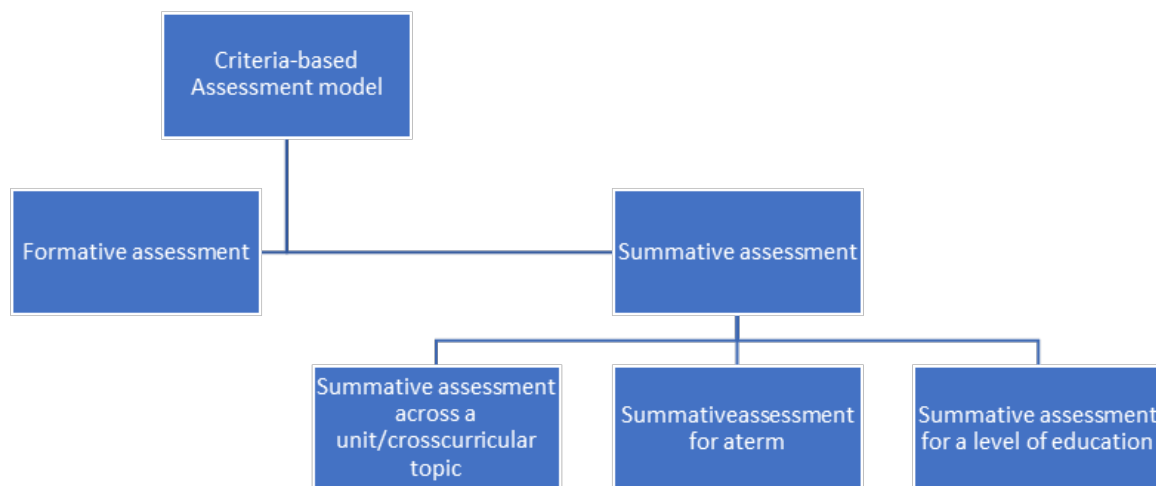 Criteria-based
Assessment model
Formative assessment
Summative assessment
Summative assessment
across a
unit/crosscurricular
topic
Summativeassessment
for aterm
Summative assessment
for a level of education